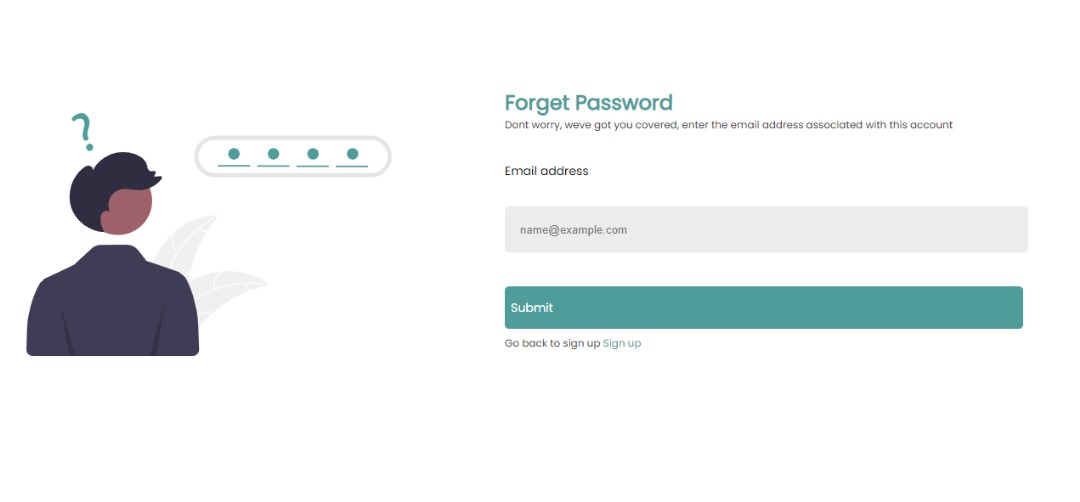 ?
Forget Password
Dont worry, weve got you covered, enter the email address associated with this account
Email address
name@example.com
Submit
Go back to sign up Sign up